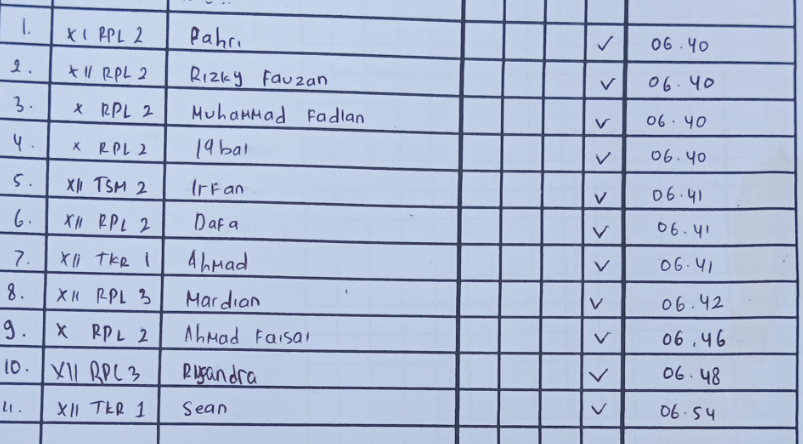 1. XI RPL 2 Pahri ✓ 06.40
2. XII RPL 2 Rizky Fauzan ✓ 06.40
3. X RPL 2 Muhammad Fadlan ✓ 06.40
4. X RPL 2 Iqbal ✓ 06.40
5. XII TSM 2 Irfan ✓ 06.41
6. XII RPL 2 Dafa ✓ 06.41
7. XII TKR 1 Ahmad ✓ 06.41
8. XII RPL 3 Mardian ✓ 06.42
9. X RPL 2 Ahmad Faisal ✓ 06.46
10. XII RPL 3 ✓ 06.48
11. XII TKR 1 Sean ✓ 06.54